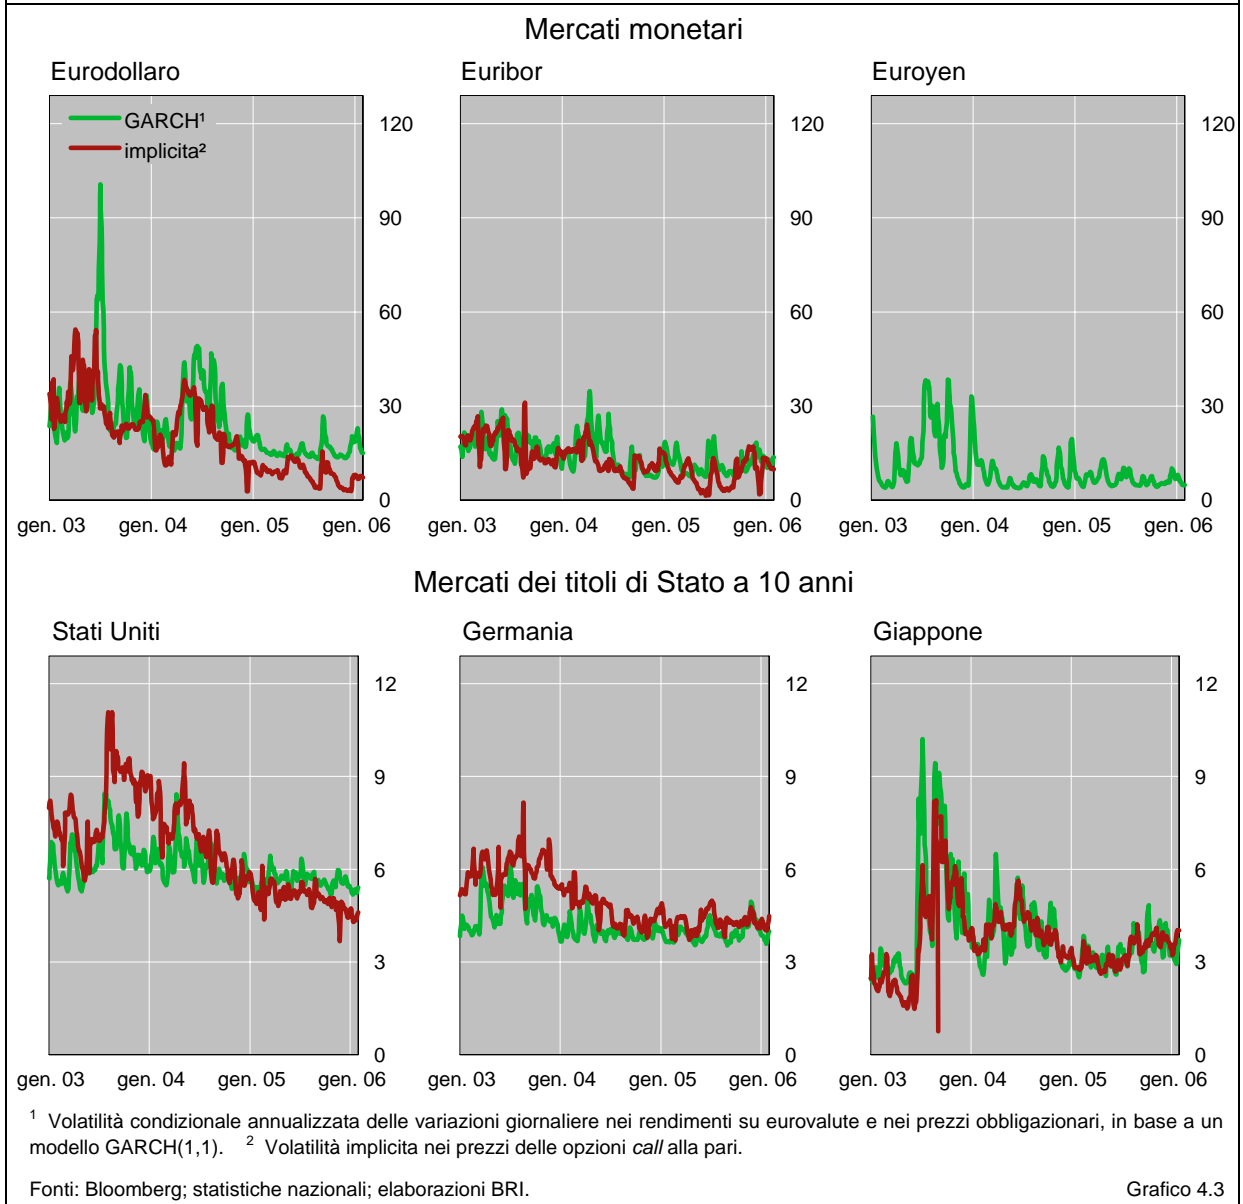 Mercati monetari
Eurodollaro
Euribor
Euroyen
GARCH¹
implicita²
120
90
60
30
0
120
90
60
30
0
120
90
60
30
0
gen. 03 gen. 04 gen. 05 gen. 06
gen. 03 gen. 04 gen. 05 gen. 06
gen. 03 gen. 04 gen. 05 gen. 06
Mercati dei titoli di Stato a 10 anni
Stati Uniti
Germania
Giappone
12
9
6
3
0
12
9
6
3
0
12
9
6
3
0
gen. 03 gen. 04 gen. 05 gen. 06
gen. 03 gen. 04 gen. 05 gen. 06
gen. 03 gen. 04 gen. 05 gen. 06
¹ Volatilità condizionale annualizzata delle variazioni giornaliere nei rendimenti su eurovalute e nei prezzi obbligazionari, in base a un
modello GARCH(1,1). ² Volatilità implicita nei prezzi delle opzioni call alla pari.
Fonti: Bloomberg; statistiche nazionali; elaborazioni BRI.
Grafico 4.3